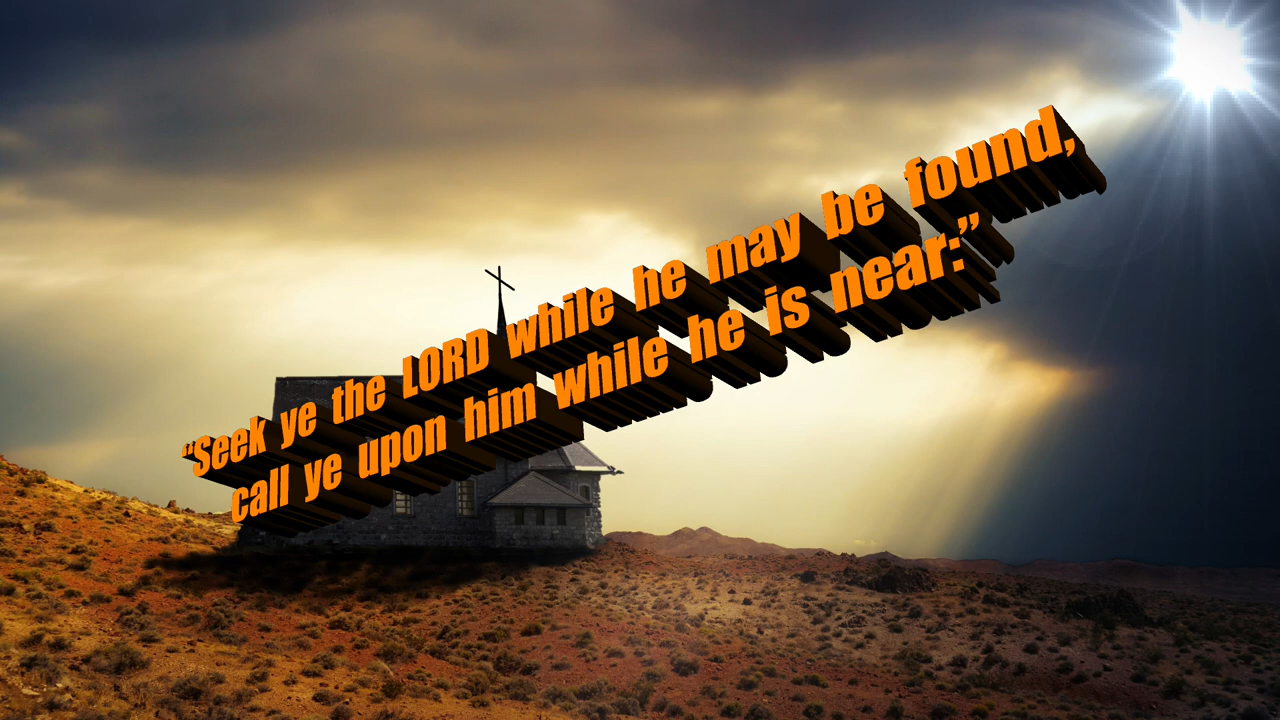 “Seek ye the LORD while he may be found,
call ye upon him while he is near:”